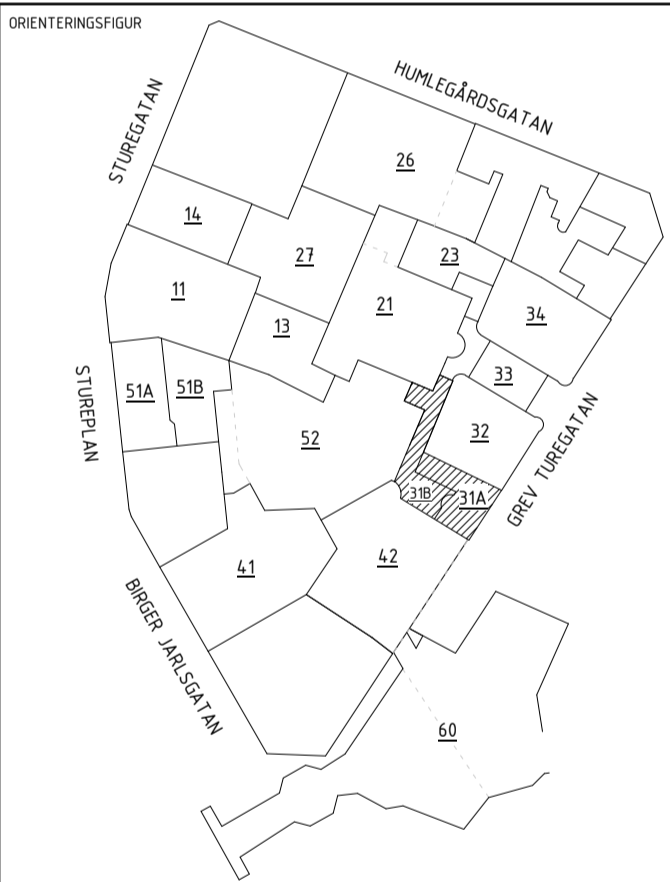 ORIENTERINGSFIGUR
HUMLEGÅRDSGATAN
STUREGATAN
26
14
27
23
11
21
34
13
33
51A
51B
STUREPLAN
52
32
GREV TUREGATAN
31B
31A
41
42
BIRGER JARLSGATAN
60